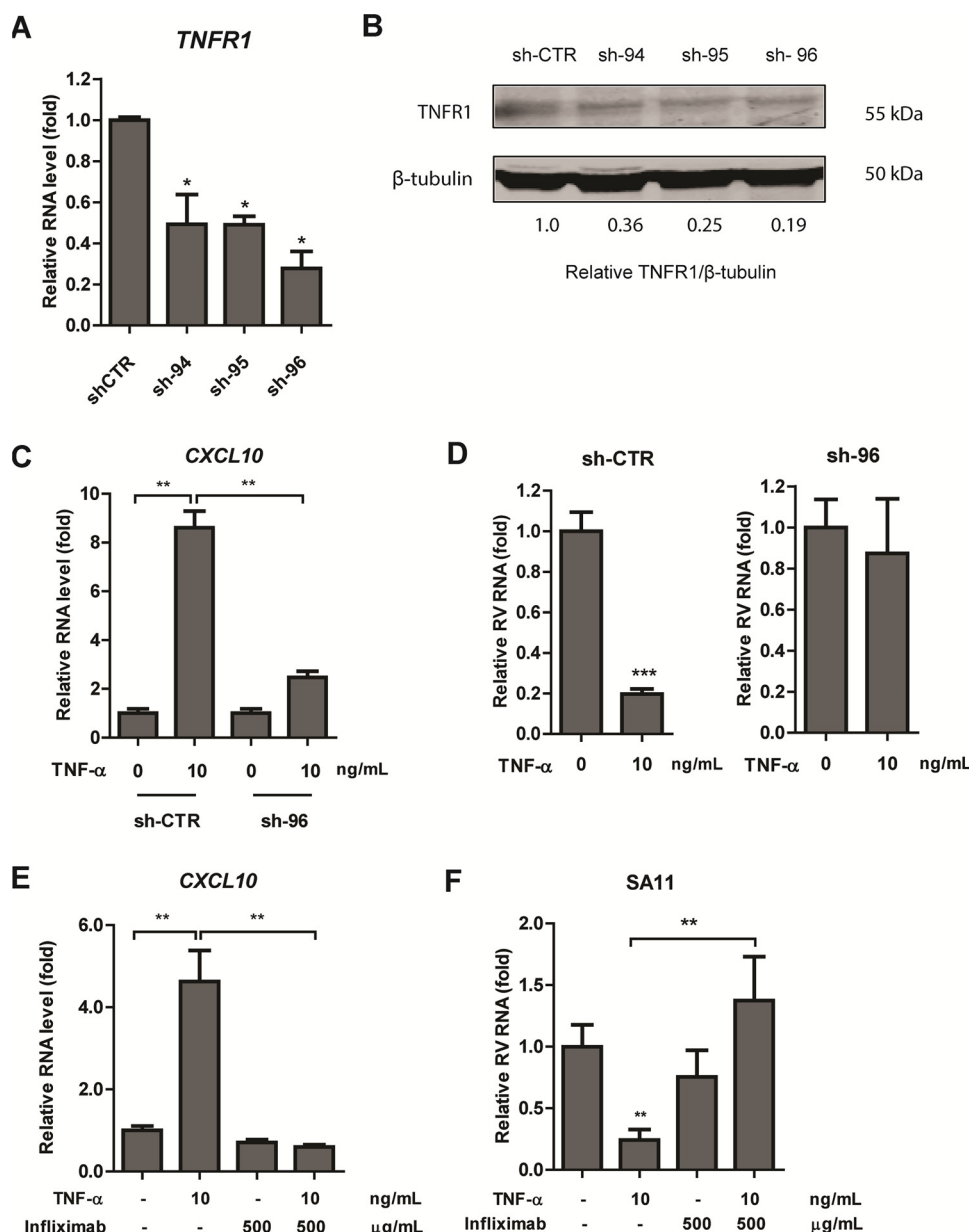 A
TNFR1
Relative RNA level (fold)
1.2
1.0
0.8
0.6
0.4
0.2
0.0
*
*
*
shCTR
sh-94
sh-95
sh-96
B
sh-CTR sh-94 sh-95 sh- 96
TNFR1 55 kDa
β-tubulin 50 kDa
1.0 0.36 0.25 0.19
Relative TNFR1/β-tubulin
C
CXCL10
Relative RNA level (fold)
10
8
6
4
2
0
** **
TNF-α 0 10 0 10 ng/mL
sh-CTR sh-96
D
sh-CTR
Relative RV RNA (fold)
1.2
1.0
0.8
0.6
0.4
0.2
0.0
***
TNF-α 0 10 ng/mL
sh-96
Relative RV RNA (fold)
1.2
1.0
0.8
0.6
0.4
0.2
0.0
TNF-α 0 10 ng/mL
E
CXCL10
Relative RNA level (fold)
6.0
4.0
2.0
0.0
** **
TNF-α - 10 - 10 ng/mL
Infliximab - - 500 500 µg/mL
F
SA11
Relative RV RNA (fold)
2.0
1.5
1.0
0.5
0.0
**
**
TNF-α - 10 - 10 ng/mL
Infliximab - - 500 500 µg/mL